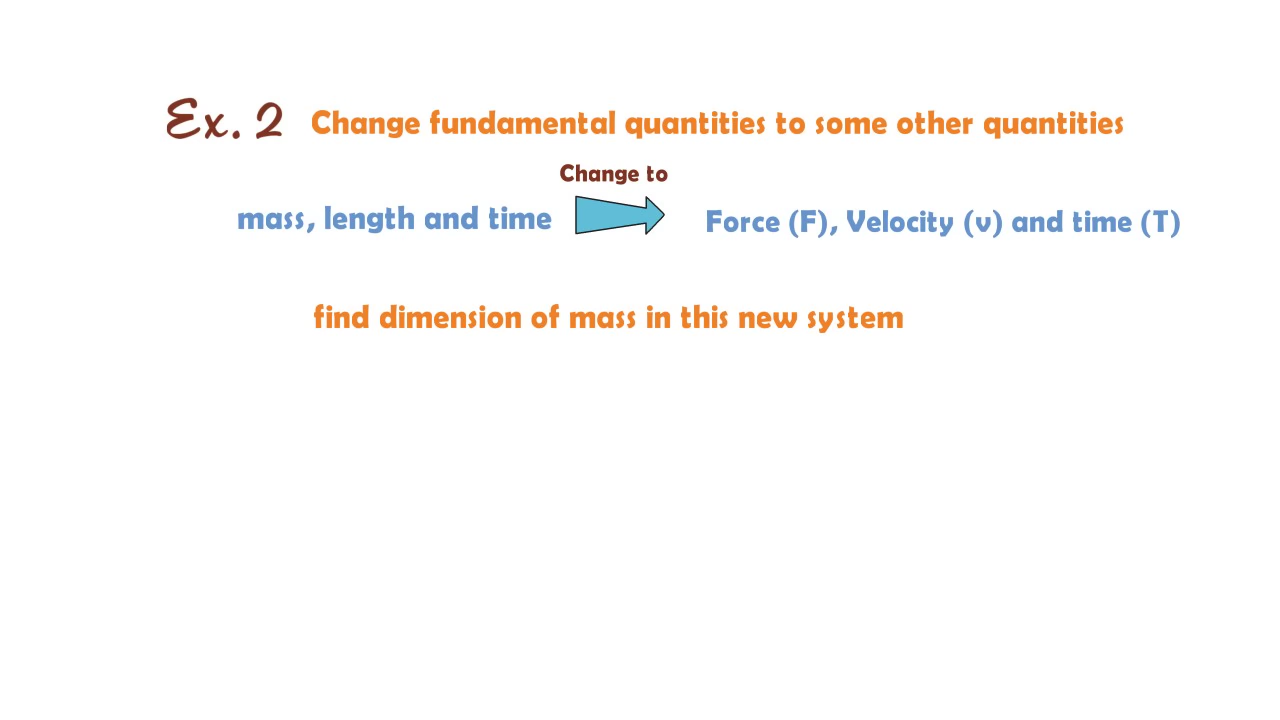 Ex. 2 Change fundamental quantities to some other quantities
Change to
mass, length and time Force (F), Velocity (v) and time (T)
find dimension of mass in this new system